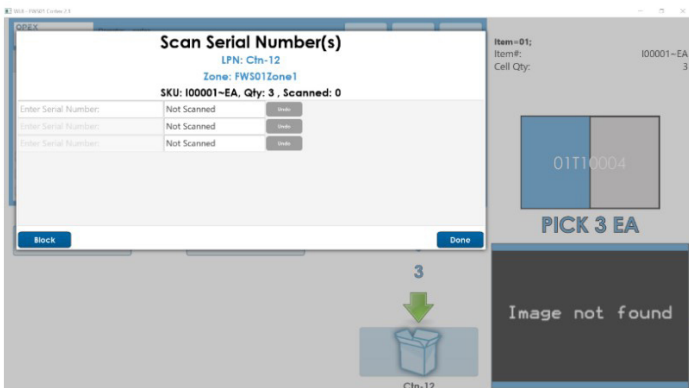 OPEX
Scan Serial Number(s)
LPN: Ctn-12
Zone: FWS01Zone1
SKU: I00001~EA, Qty: 3 , Scanned: 0
Enter Serial Number: Not Scanned Undo
Enter Serial Number: Not Scanned Undo
Enter Serial Number: Not Scanned Undo
Block Done
Item=01;
Item#: I00001~EA
Cell Qty: 3
01T10004
PICK 3 EA
3
Image not found
Ctn-12